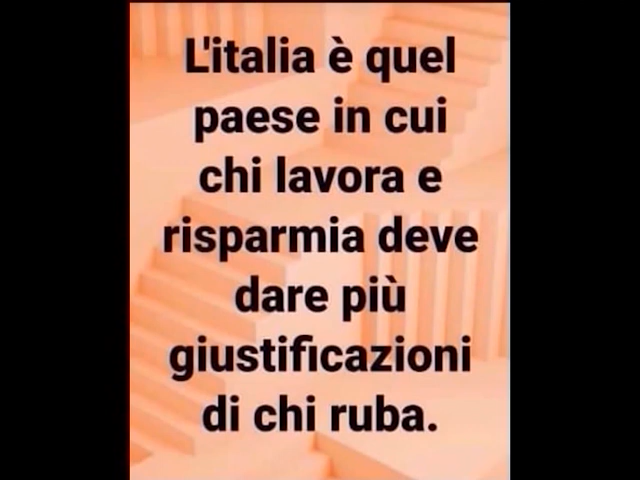 L'italia è quel
paese in cui
chi lavora e
risparmia deve
dare più
giustificazioni
di chi ruba.